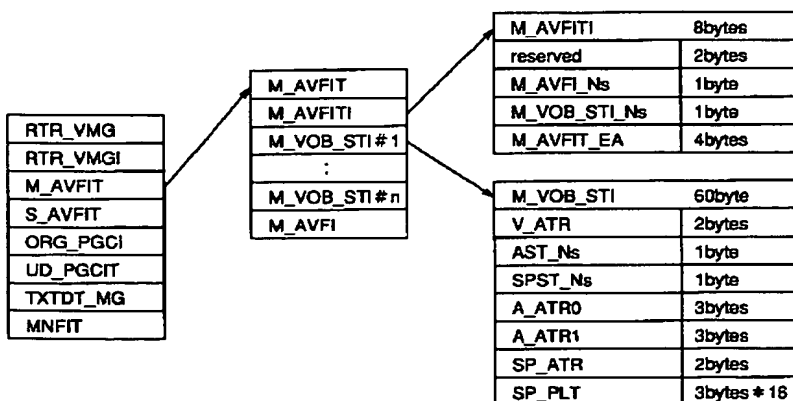 RTR_VMG
RTR_VMGI
M_AVFIT
S_AVFIT
ORG_PGCI
UD_PGCIT
TXTDT_MG
MNFIT
M_AVFIT
M_AVFITI
M_VOB_STI#1
:
M_VOB_STI#n
M_AVFI
M_AVFITI 8bytes
reserved 2bytes
M_AVFI_Ns 1byte
M_VOB_STI_Ns 1byte
M_AVFIT_EA 4bytes
M_VOB_STI 60byte
V_ATR 2bytes
AST_Ns 1byte
SPST_Ns 1byte
A_ATR0 3bytes
A_ATR1 3bytes
SP_ATR 2bytes
SP_PLT 3bytes*16